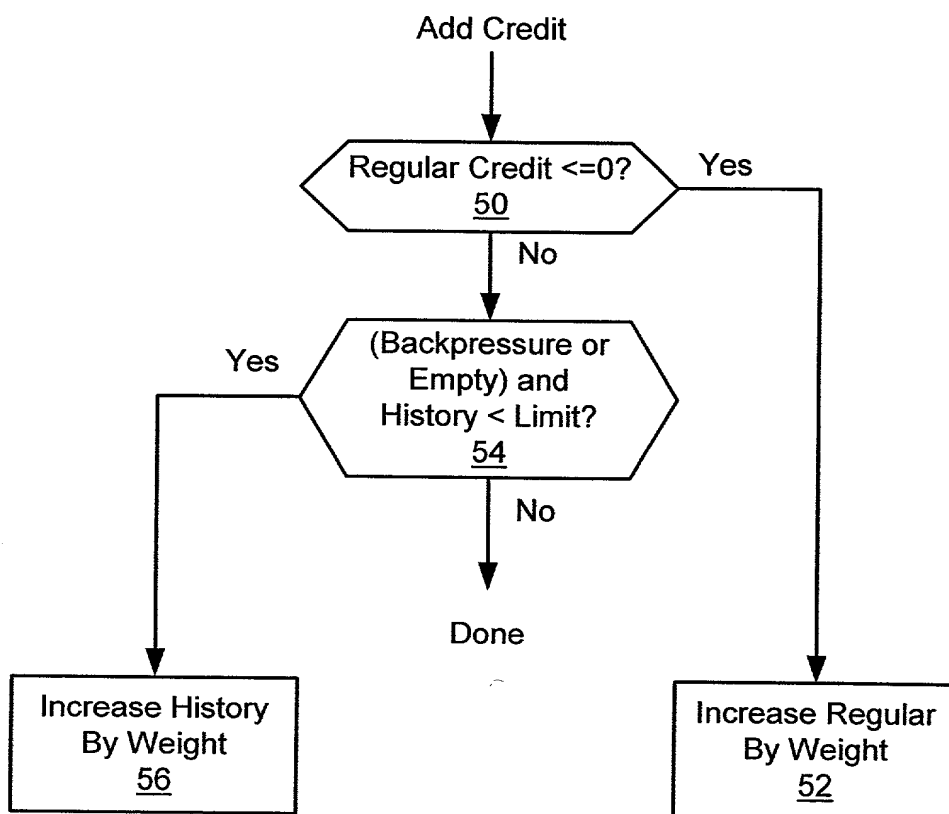 Add Credit
Regular Credit <=0?
50
Yes
No
(Backpressure or
Empty) and
History < Limit?
54
Yes
No
Done
Increase History
By Weight
56
Increase Regular
By Weight
52